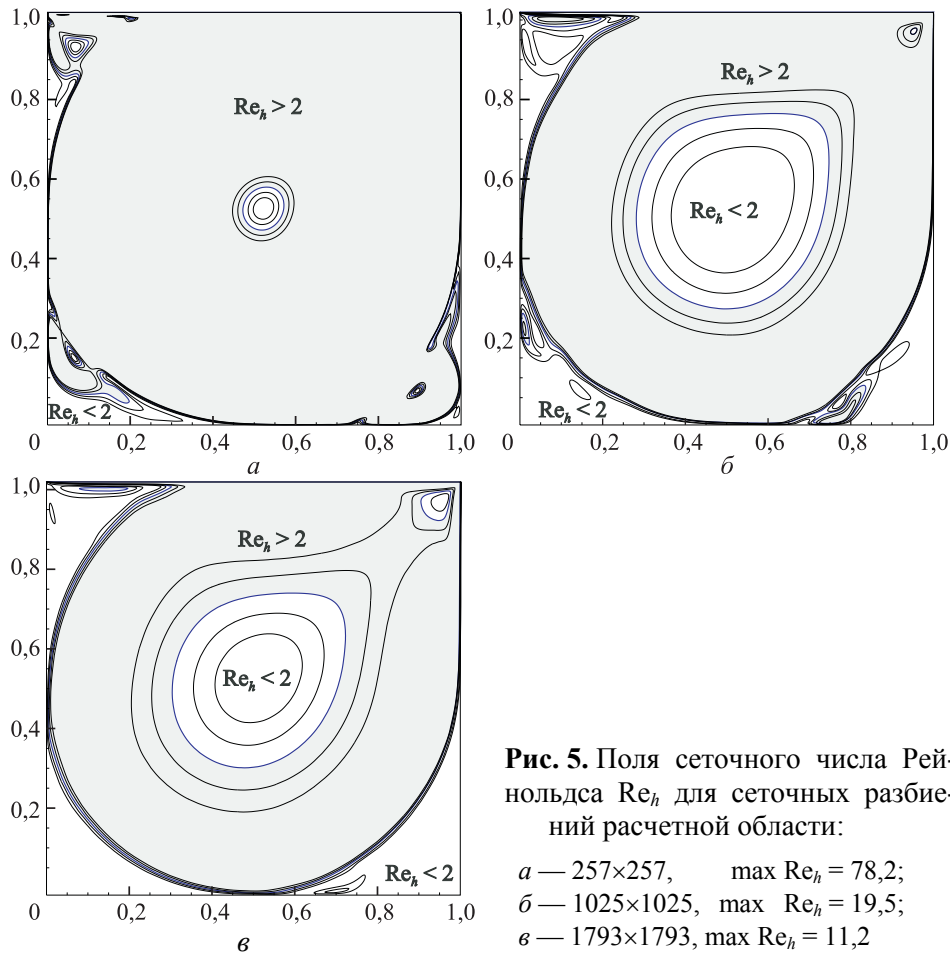 1,0
0,8
0,6
0,4
0,2
0
0,2
0,4
0,6
0,8
1,0
Re_h > 2
Re_h < 2
а
1,0
0,8
0,6
0,4
0,2
0
0,2
0,4
0,6
0,8
1,0
Re_h > 2
Re_h < 2
Re_h < 2
б
1,0
0,8
0,6
0,4
0,2
0
0,2
0,4
0,6
0,8
1,0
Re_h > 2
Re_h < 2
Re_h < 2
в
Рис. 5. Поля сеточного числа Рей-
нольдса Re_h для сеточных разбие-
ний расчетной области:
а — 257×257, max Re_h = 78,2;
б — 1025×1025, max Re_h = 19,5;
в — 1793×1793, max Re_h = 11,2